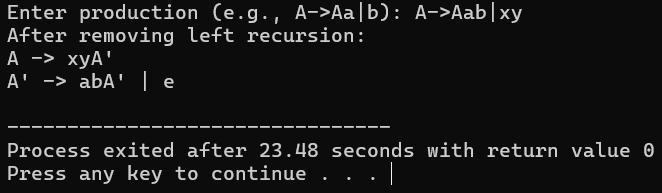 Enter production (e.g., A->Aa|b): A->Aab|xy
After removing left recursion:
A -> xyA'
A' -> abA' | e
--------------------------------
Process exited after 23.48 seconds with return value 0
Press any key to continue . . .